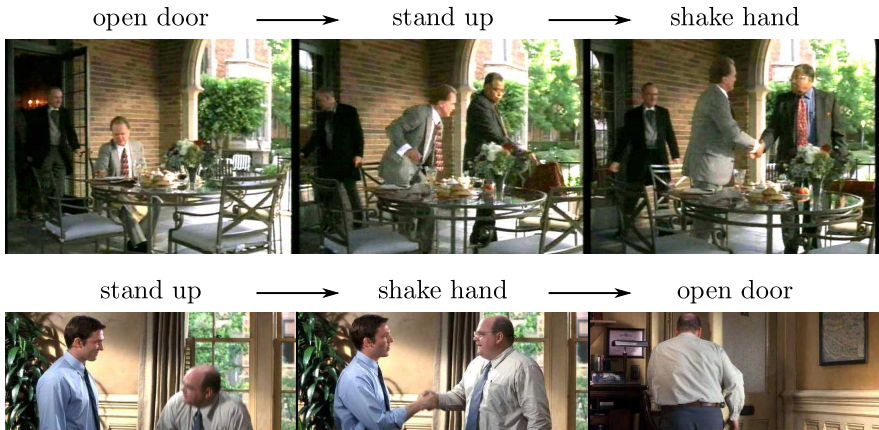 open door → stand up → shake hand
stand up → shake hand → open door